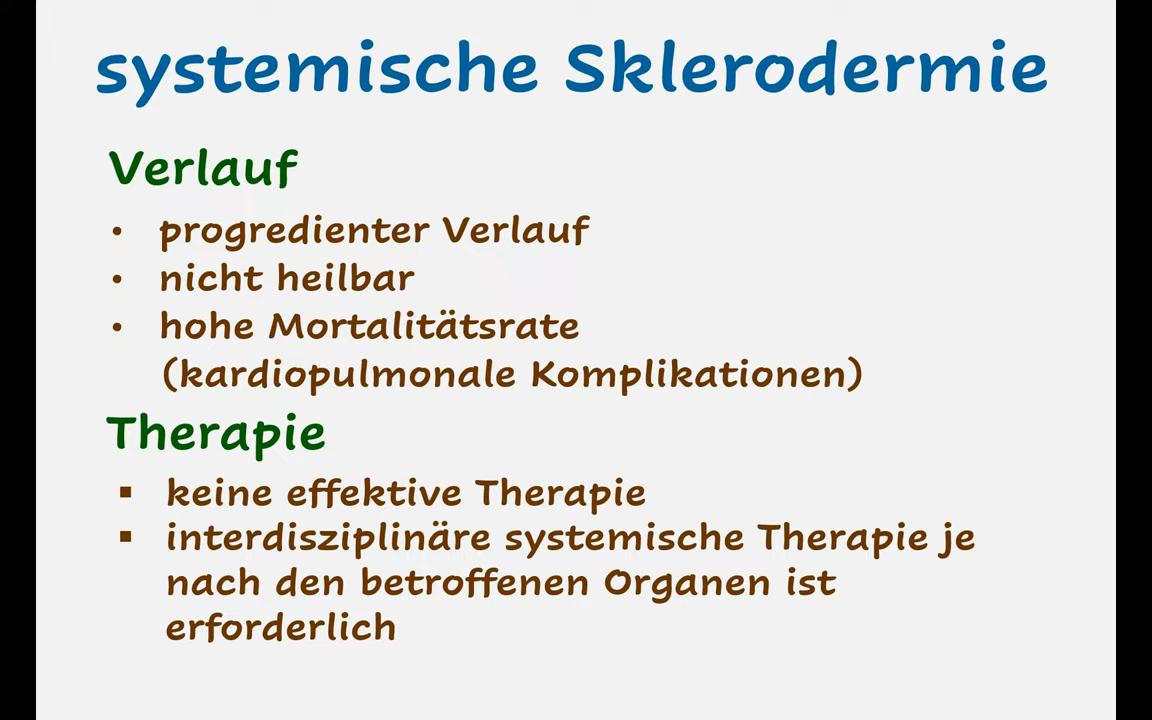 systemische Sklerodermie
Verlauf
• progredienter Verlauf
• nicht heilbar
• hohe Mortalitätsrate
(kardiopulmonale Komplikationen)
Therapie
▪ keine effektive Therapie
▪ interdisziplinäre systemische Therapie je
nach den betroffenen Organen ist
erforderlich